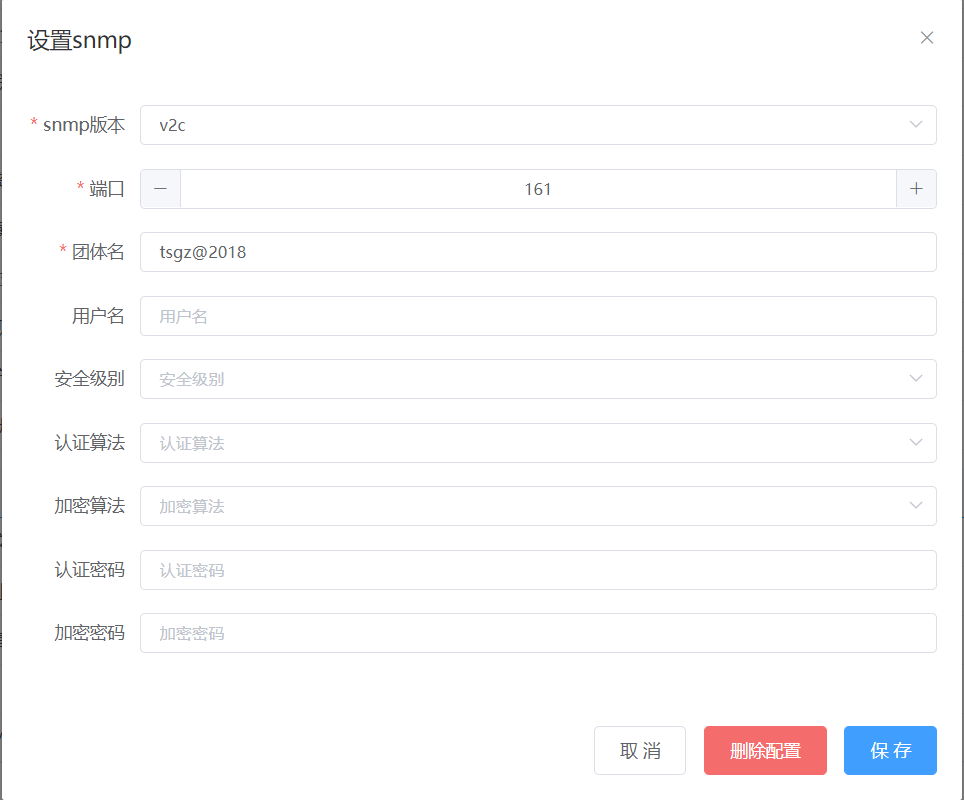 设置snmp
* snmp版本 v2c
* 端口 161
* 团体名 tsgz@2018
用户名 用户名
安全级别 安全级别
认证算法 认证算法
加密算法 加密算法
认证密码 认证密码
加密密码 加密密码
取 消 删除配置 保 存